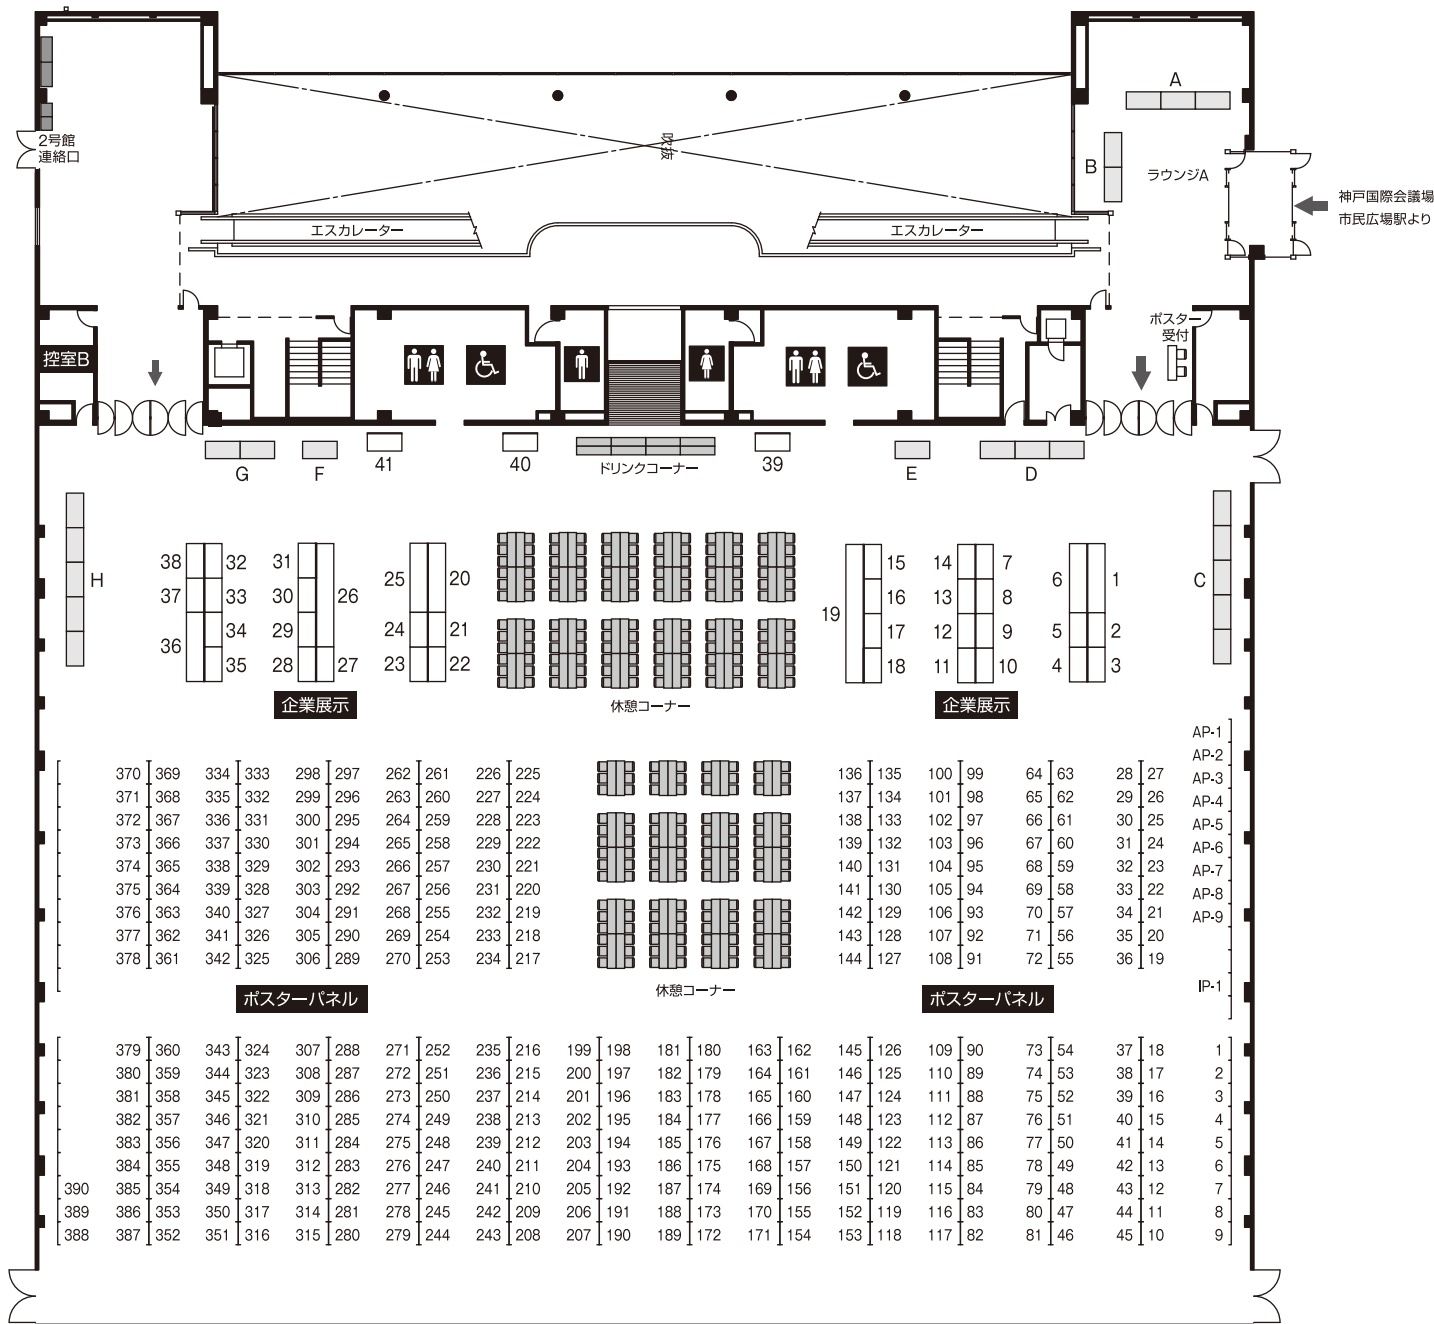 A
2号館
連絡口
吹抜
B
ラウンジA
神戸国際会議場
市民広場駅より
エスカレーター
エスカレーター
ポスター
受付
控室B
G
F
41
40
ドリンクコーナー
39
E
D
38 32 31 25 20 15 14 7 6 1
H
C
37 33 30 26 19 16 13 8
36 34 29 24 21 17 12 9 5 2
35 28 27 23 22 18 11 10 4 3
企業展示
休憩コーナー
企業展示
AP-1
AP-2
370 369 334 333 298 297 262 261 226 225 136 135 100 99 64 63 28 27 AP-3
371 368 335 332 299 296 263 260 227 224 137 134 101 98 65 62 29 26 AP-4
372 367 336 331 300 295 264 259 228 223 138 133 102 97 66 61 30 25 AP-5
373 366 337 330 301 294 265 258 229 222 139 132 103 96 67 60 31 24 AP-6
374 365 338 329 302 293 266 257 230 221 140 131 104 95 68 59 32 23 AP-7
375 364 339 328 303 292 267 256 231 220 141 130 105 94 69 58 33 22 AP-8
376 363 340 327 304 291 268 255 232 219 142 129 106 93 70 57 34 21 AP-9
377 362 341 326 305 290 269 254 233 218 143 128 107 92 71 56 35 20
378 361 342 325 306 289 270 253 234 217 144 127 108 91 72 55 36 19
IP-1
ポスターパネル
休憩コーナー
ポスターパネル
379 360 343 324 307 288 271 252 235 216 199 198 181 180 163 162 145 126 109 90 73 54 37 18 1
380 359 344 323 308 287 272 251 236 215 200 197 182 179 164 161 146 125 110 89 74 53 38 17 2
381 358 345 322 309 286 273 250 237 214 201 196 183 178 165 160 147 124 111 88 75 52 39 16 3
382 357 346 321 310 285 274 249 238 213 202 195 184 177 166 159 148 123 112 87 76 51 40 15 4
383 356 347 320 311 284 275 248 239 212 203 194 185 176 167 158 149 122 113 86 77 50 41 14 5
384 355 348 319 312 283 276 247 240 211 204 193 186 175 168 157 150 121 114 85 78 49 42 13 6
390 385 354 349 318 313 282 277 246 241 210 205 192 187 174 169 156 151 120 115 84 79 48 43 12 7
389 386 353 350 317 314 281 278 245 242 209 206 191 188 173 170 155 152 119 116 83 80 47 44 11 8
388 387 352 351 316 315 280 279 244 243 208 207 190 189 172 171 154 153 118 117 82 81 46 45 10 9